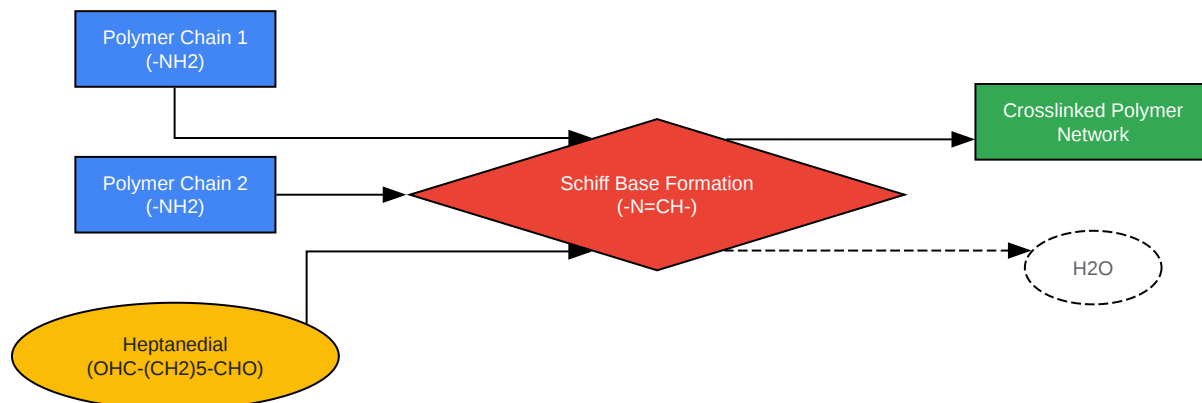 Polymer Chain 1
(-NH2)
Polymer Chain 2
(-NH2)
Heptanedial
(OHC-(CH2)5-CHO)
Schiff Base Formation
(-N=CH-)
Crosslinked Polymer
Network
H2O